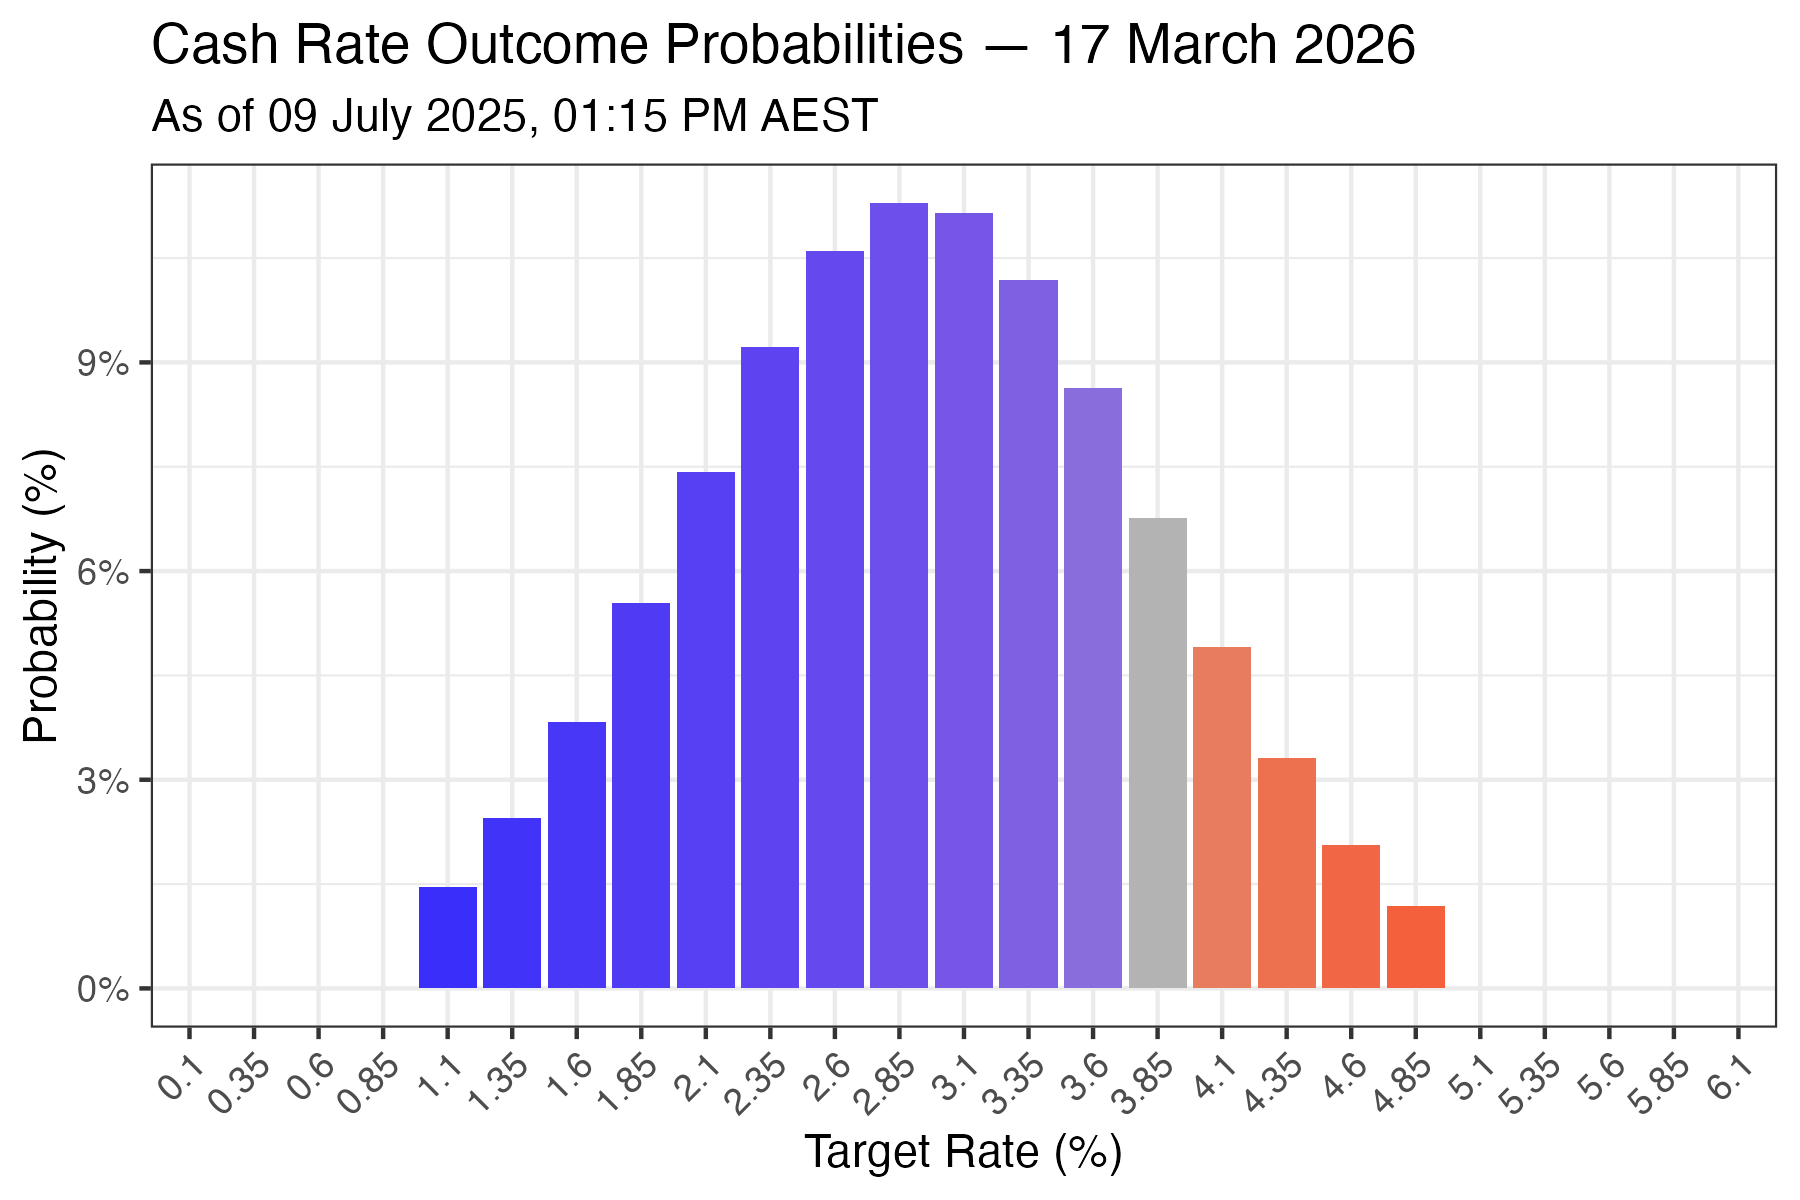 Cash Rate Outcome Probabilities — 17 March 2026
As of 09 July 2025, 01:15 PM AEST
Probability (%)
9%
6%
3%
0%
0.1 0.35 0.6 0.85 1.1 1.35 1.6 1.85 2.1 2.35 2.6 2.85 3.1 3.35 3.6 3.85 4.1 4.35 4.6 4.85 5.1 5.35 5.6 5.85 6.1
Target Rate (%)